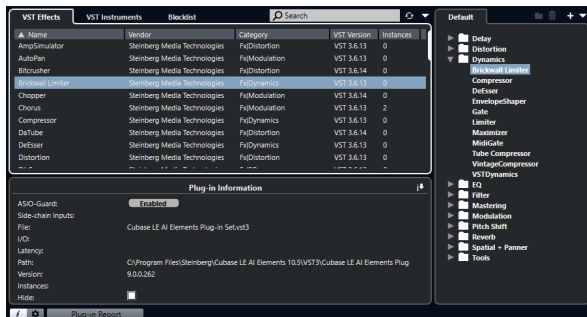 VST Effects VST Instruments Blocklist Search
Name Vendor Category VST Version Instances
AmpSimulator Steinberg Media Technologies Fx|Distortion VST 3.6.13 0
AutoPan Steinberg Media Technologies Fx|Modulation VST 3.6.13 0
Bitcrusher Steinberg Media Technologies Fx|Distortion VST 3.6.14 0
Brickwall Limiter Steinberg Media Technologies Fx|Dynamics VST 3.6.13 0
Chopper Steinberg Media Technologies Fx|Modulation VST 3.6.14 0
Chorus Steinberg Media Technologies Fx|Modulation VST 3.6.13 2
Compressor Steinberg Media Technologies Fx|Dynamics VST 3.6.13 0
DaTube Steinberg Media Technologies Fx|Distortion VST 3.6.14 0
DeEsser Steinberg Media Technologies Fx|Dynamics VST 3.6.13 0
Distortion Steinberg Media Technologies Fx|Distortion VST 3.6.13 0
Plug-in Information
ASIO-Guard: Enabled
Side-chain Inputs:
File: Cubase LE AI Elements Plug-in Set.vst3
I/O:
Latency:
Path: C:\Program Files\Steinberg\Cubase LE AI Elements 10.5\VST3\Cubase LE AI Elements Plug
Version: 9.0.0.262
Instances:
Hide:
i Plug-in Report
Default
Delay
Distortion
Dynamics
Brickwall Limiter
Compressor
DeEsser
EnvelopeShaper
Gate
Limiter
Maximizer
MidiGate
Tube Compressor
VintageCompressor
VSTDynamics
EQ
Filter
Mastering
Modulation
Pitch Shift
Reverb
Spatial + Panner
Tools